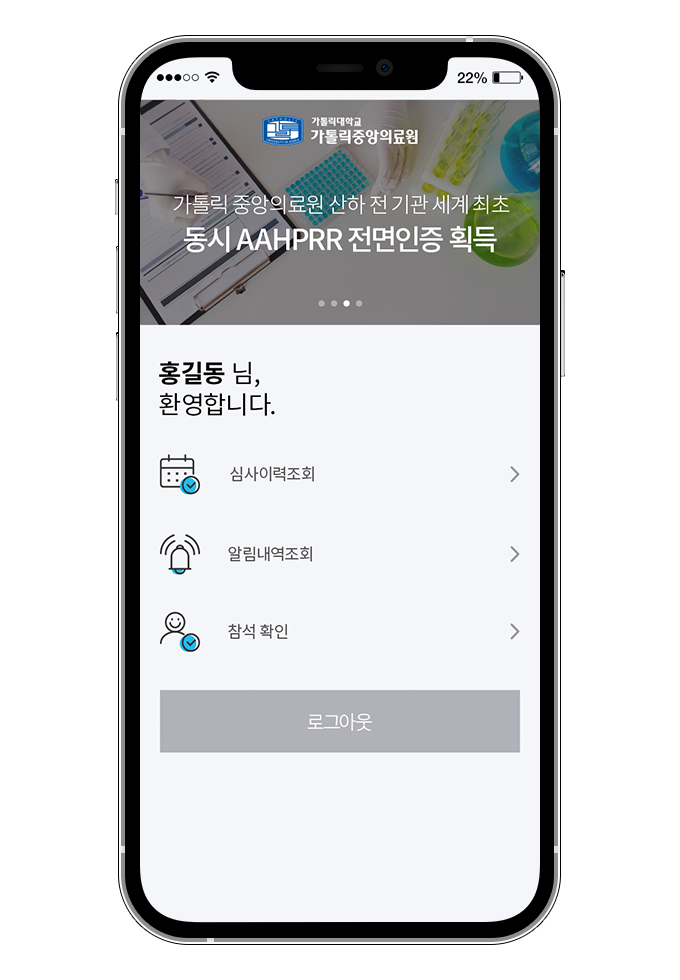 22%
가톨릭대학교
가톨릭중앙의료원
가톨릭 중앙의료원 산하 전 기관 세계 최초
동시 AAHPRR 전면인증 획득
홍길동 님,
환영합니다.
심사이력조회
알림내역조회
참석 확인
로그아웃